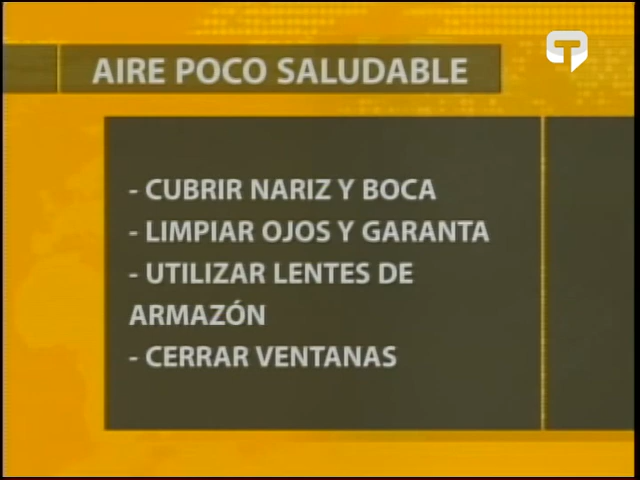 AIRE POCO SALUDABLE
- CUBRIR NARIZ Y BOCA
- LIMPIAR OJOS Y GARANTA
- UTILIZAR LENTES DE
ARMAZÓN
- CERRAR VENTANAS